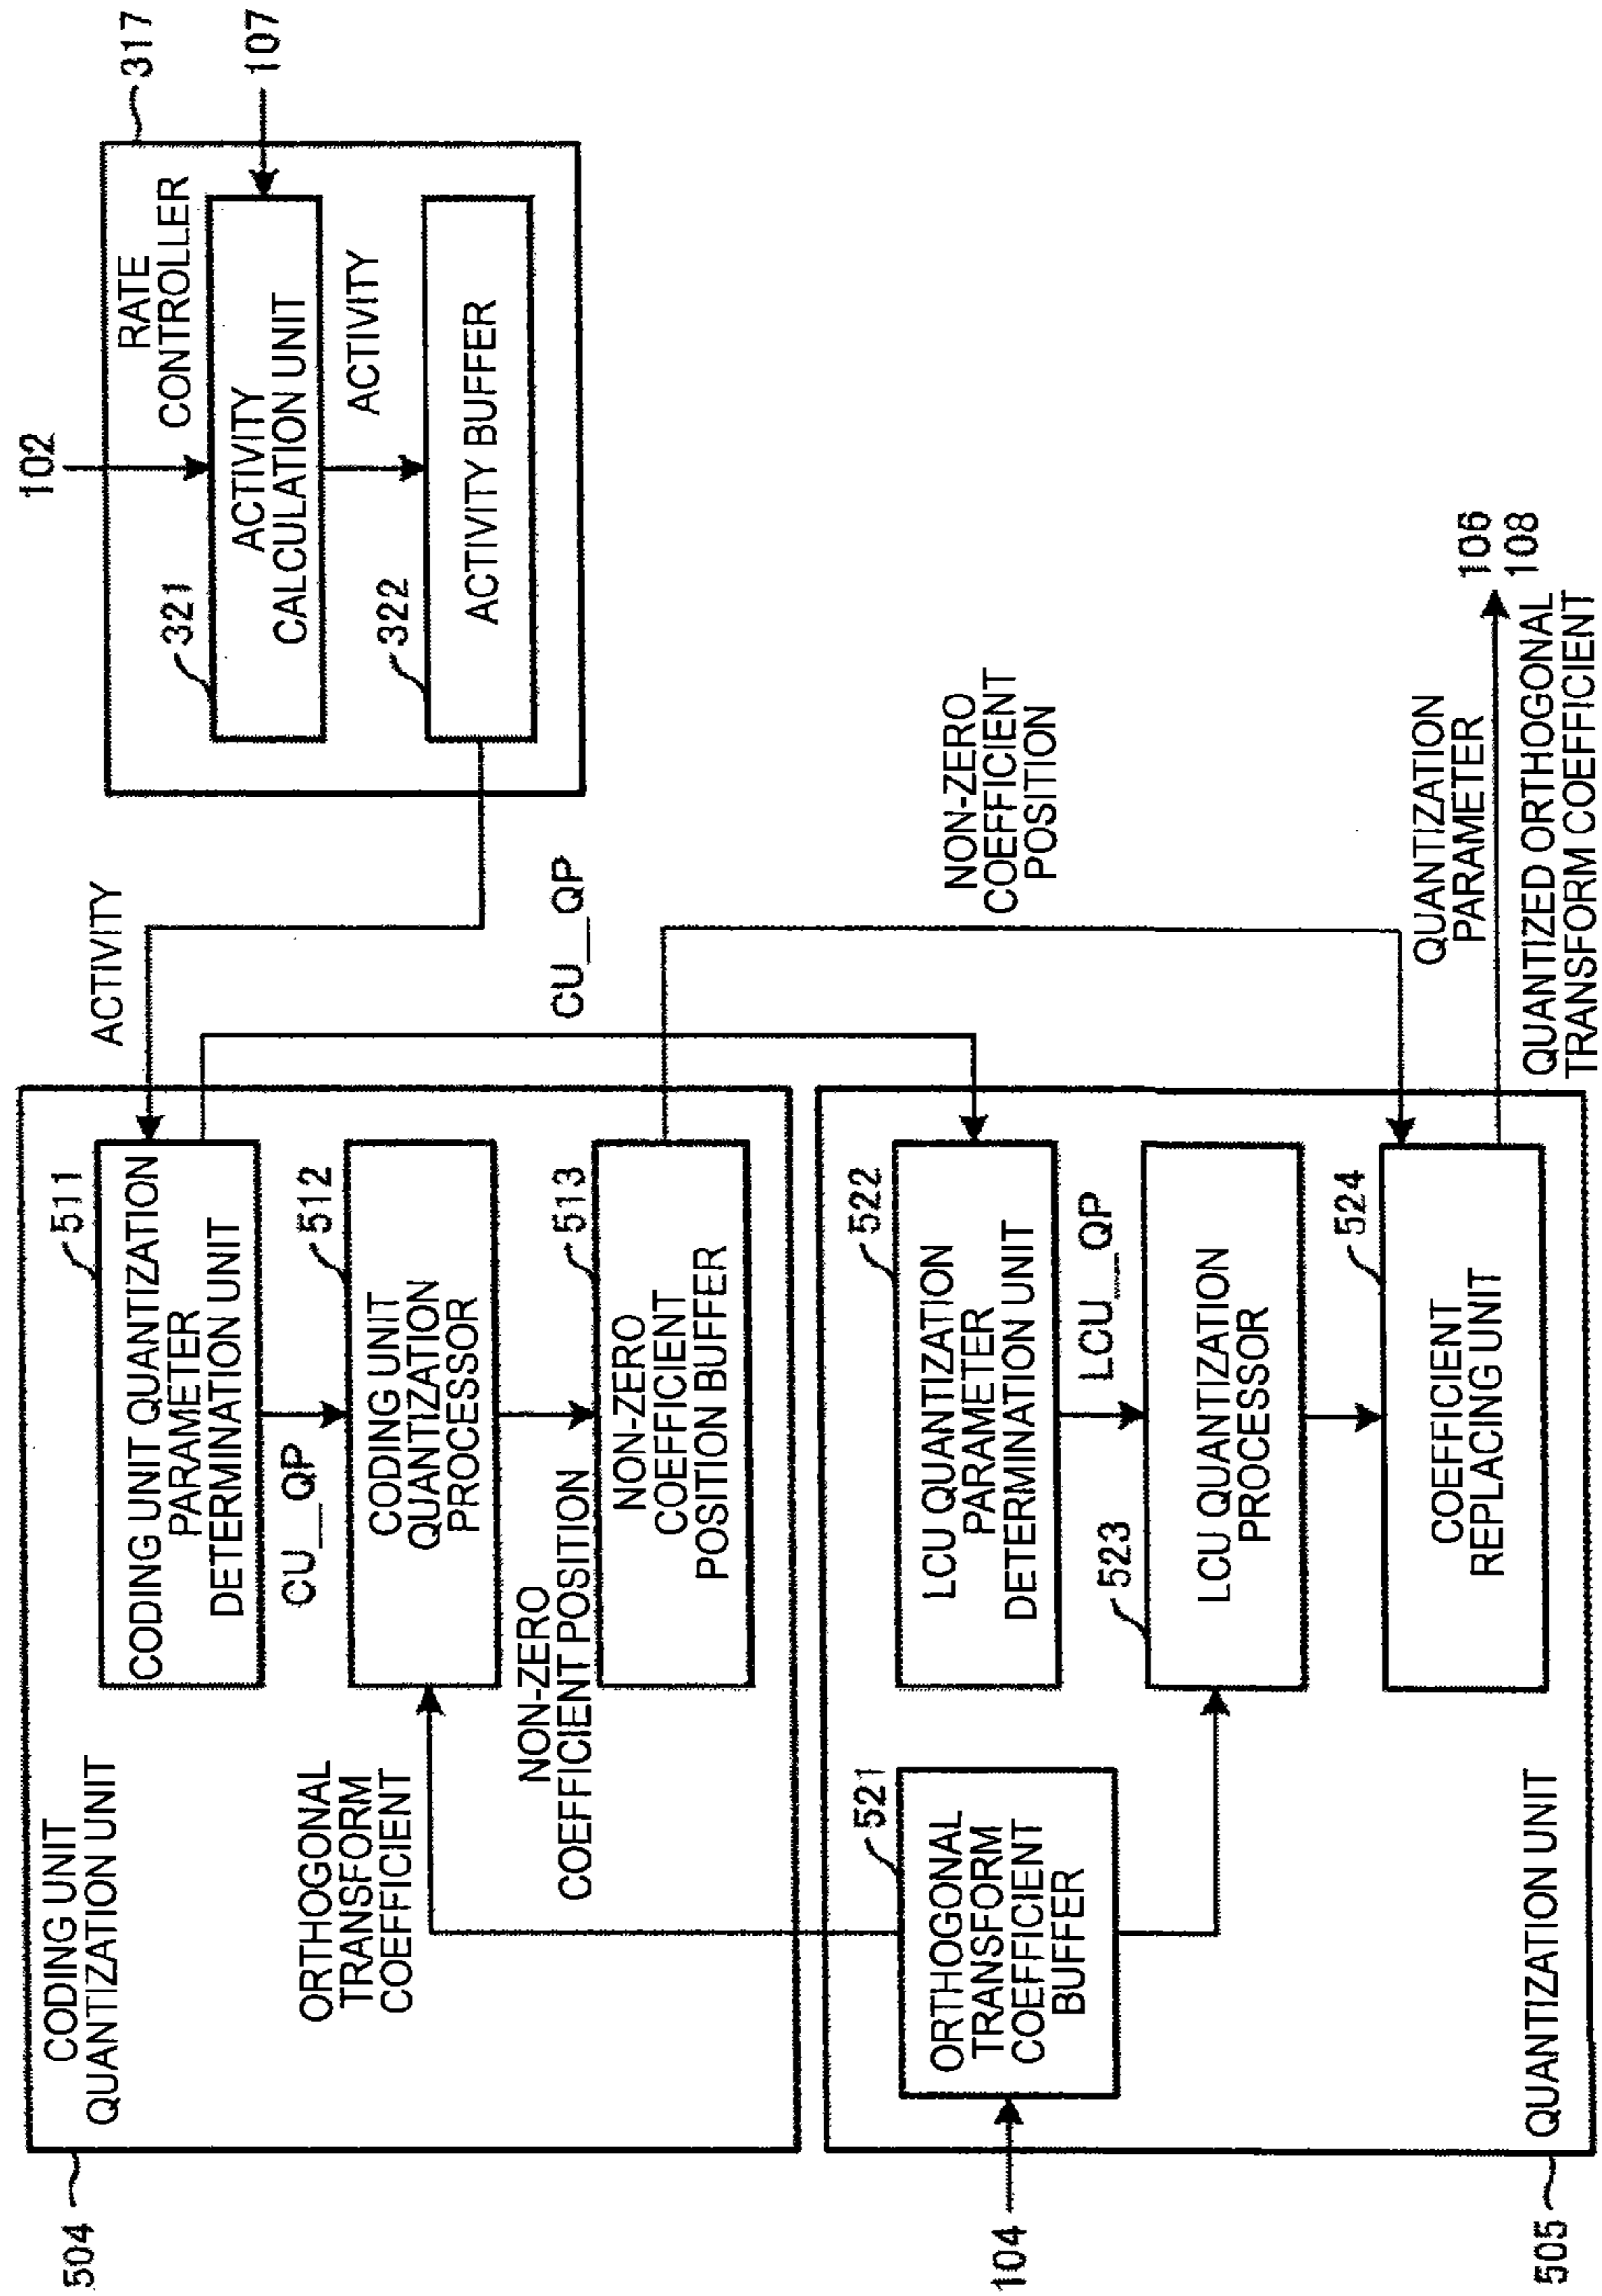 504
CODING UNIT
QUANTIZATION UNIT
511
CODING UNIT QUANTIZATION
PARAMETER
DETERMINATION UNIT
CU_QP
ORTHOGONAL
TRANSFORM
COEFFICIENT
512
CODING UNIT
QUANTIZATION
PROCESSOR
NON-ZERO
COEFFICIENT POSITION
513
NON-ZERO
COEFFICIENT
POSITION BUFFER
ACTIVITY
CU_QP
102
RATE
CONTROLLER
317
107
321
ACTIVITY
CALCULATION UNIT
ACTIVITY
322
ACTIVITY BUFFER
NON-ZERO
COEFFICIENT
POSITION
104
521
ORTHOGONAL
TRANSFORM
COEFFICIENT
BUFFER
522
LCU QUANTIZATION
PARAMETER
DETERMINATION UNIT
LCU_QP
523
LCU QUANTIZATION
PROCESSOR
524
COEFFICIENT
REPLACING UNIT
QUANTIZATION
PARAMETER
106
108
QUANTIZED ORTHOGONAL
TRANSFORM COEFFICIENT
505
QUANTIZATION UNIT